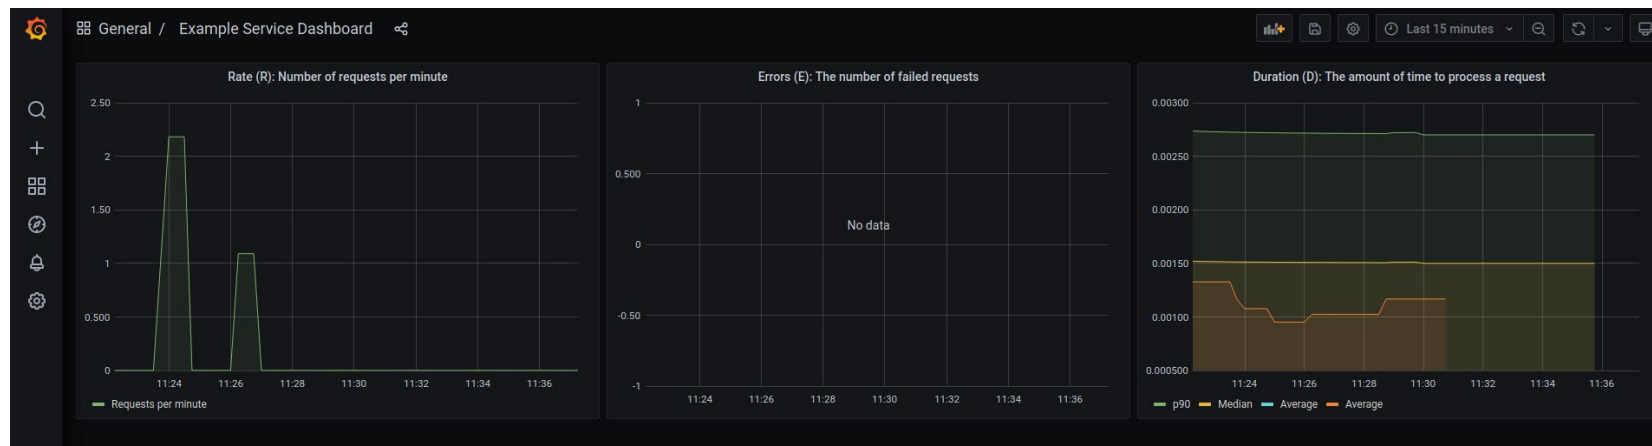 General / Example Service Dashboard
Last 15 minutes
Rate (R): Number of requests per minute
2.50
2
1.50
1
0.500
0
11:24 11:26 11:28 11:30 11:32 11:34 11:36
Requests per minute
Errors (E): The number of failed requests
1
0.500
No data
0
-0.50
-1
11:24 11:26 11:28 11:30 11:32 11:34 11:36
Duration (D): The amount of time to process a request
0.00300
0.00250
0.00200
0.00150
0.00100
0.000500
11:24 11:26 11:28 11:30 11:32 11:34 11:36
p90 Median Average Average